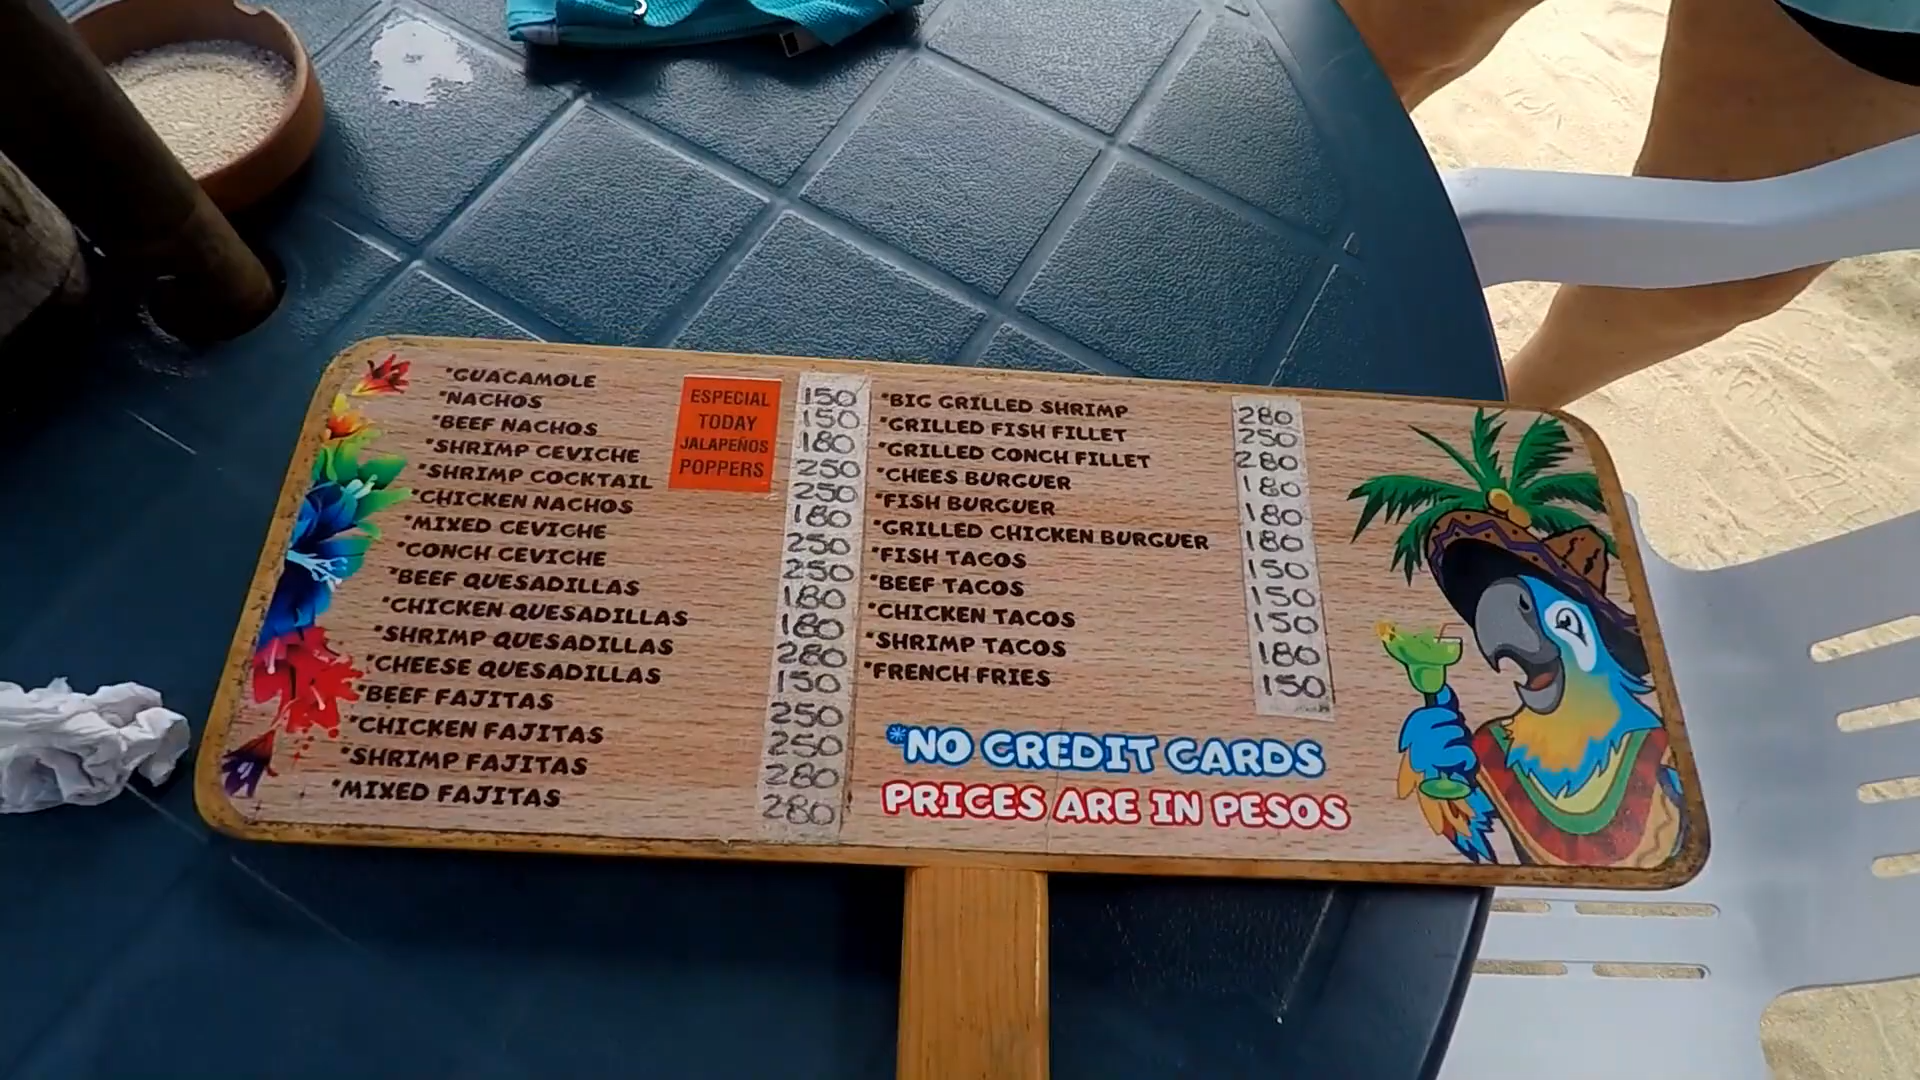 *GUACAMOLE 150
*NACHOS 150
*BEEF NACHOS 180
*SHRIMP CEVICHE 250
*SHRIMP COCKTAIL 250
*CHICKEN NACHOS 180
*MIXED CEVICHE 250
*CONCH CEVICHE 250
*BEEF QUESADILLAS 180
*CHICKEN QUESADILLAS 180
*SHRIMP QUESADILLAS 280
*CHEESE QUESADILLAS 150
*BEEF FAJITAS 250
*CHICKEN FAJITAS 250
*SHRIMP FAJITAS 280
*MIXED FAJITAS 280
ESPECIAL
TODAY
JALAPEÑOS
POPPERS
*BIG GRILLED SHRIMP 280
*GRILLED FISH FILLET 250
*GRILLED CONCH FILLET 280
*CHEES BURGUER 180
*FISH BURGUER 180
*GRILLED CHICKEN BURGUER 180
*FISH TACOS 150
*BEEF TACOS 150
*CHICKEN TACOS 150
*SHRIMP TACOS 180
*FRENCH FRIES 150
*NO CREDIT CARDS
PRICES ARE IN PESOS